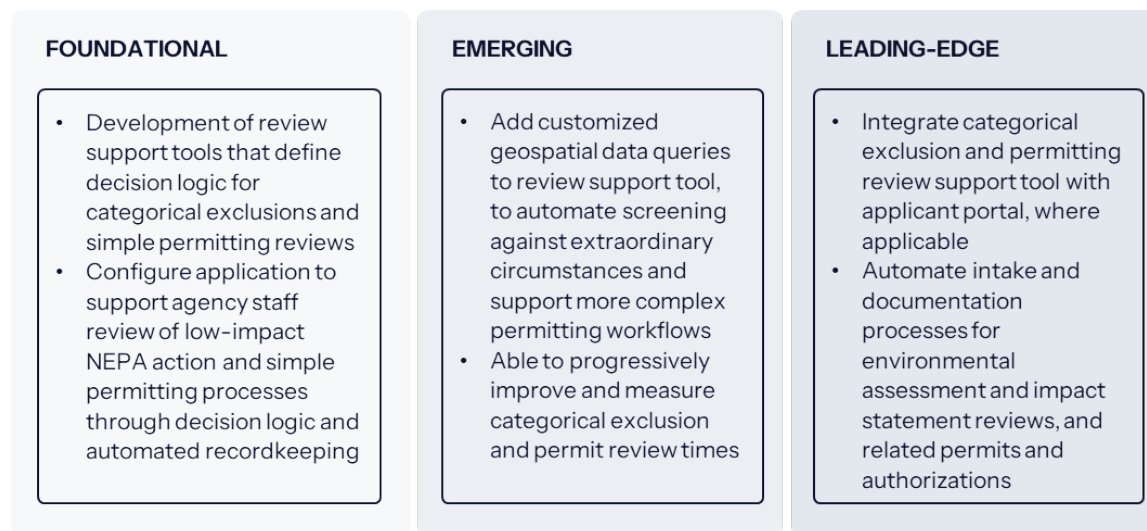 FOUNDATIONAL
• Development of review
support tools that define
decision logic for
categorical exclusions and
simple permitting reviews
• Configure application to
support agency staff
review of low-impact
NEPA action and simple
permitting processes
through decision logic and
automated recordkeeping
EMERGING
• Add customized
geospatial data queries
to review support tool,
to automate screening
against extraordinary
circumstances and
support more complex
permitting workflows
• Able to progressively
improve and measure
categorical exclusion
and permit review times
LEADING-EDGE
• Integrate categorical
exclusion and permitting
review support tool with
applicant portal, where
applicable
• Automate intake and
documentation
processes for
environmental
assessment and impact
statement reviews, and
related permits and
authorizations